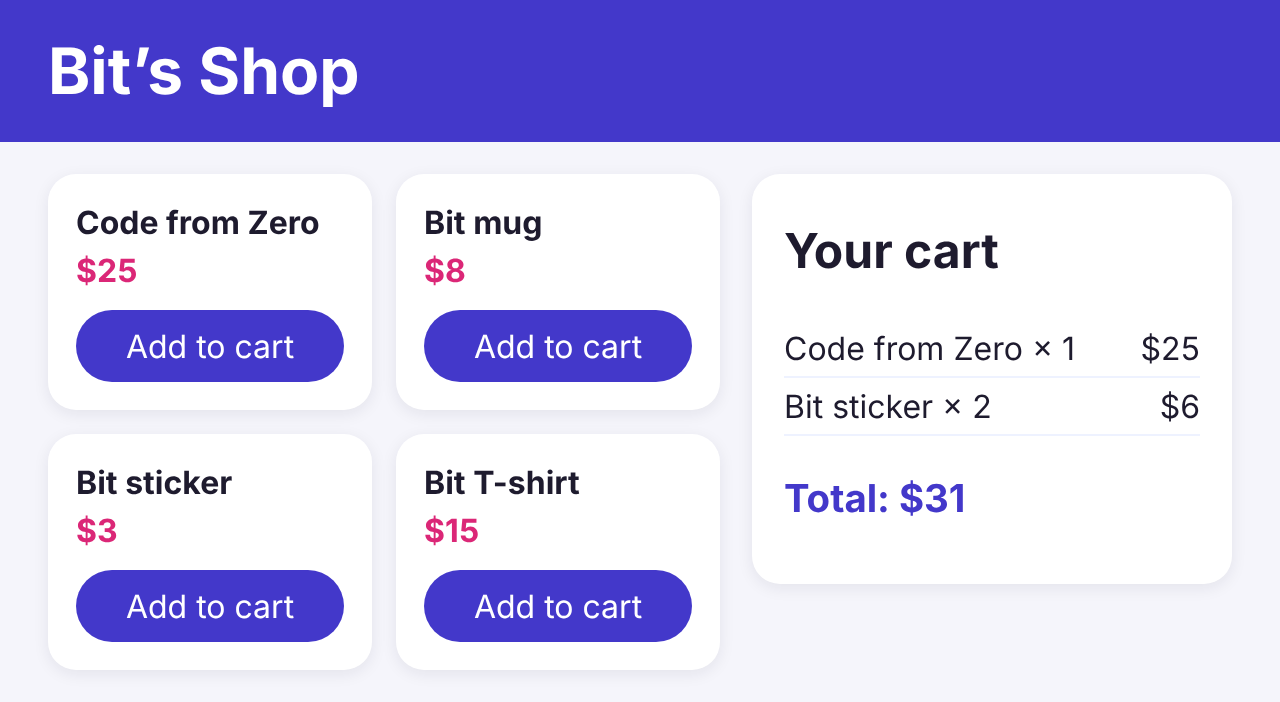 Bit’s Shop
Code from Zero
$25
Add to cart
Bit mug
$8
Add to cart
Bit sticker
$3
Add to cart
Bit T-shirt
$15
Add to cart
Your cart
Code from Zero × 1 $25
Bit sticker × 2 $6
Total: $31